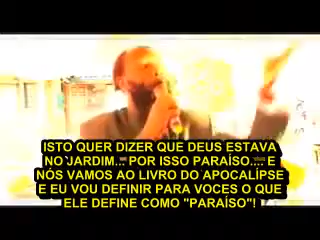 ISTO QUER DIZER QUE DEUS ESTAVA
NO JARDIM... POR ISSO PARAÍSO.... E
NÓS VAMOS AO LIVRO DO APOCALÍPSE
E EU VOU DEFINIR PARA VOCES O QUE
ELE DEFINE COMO "PARAÍSO"!